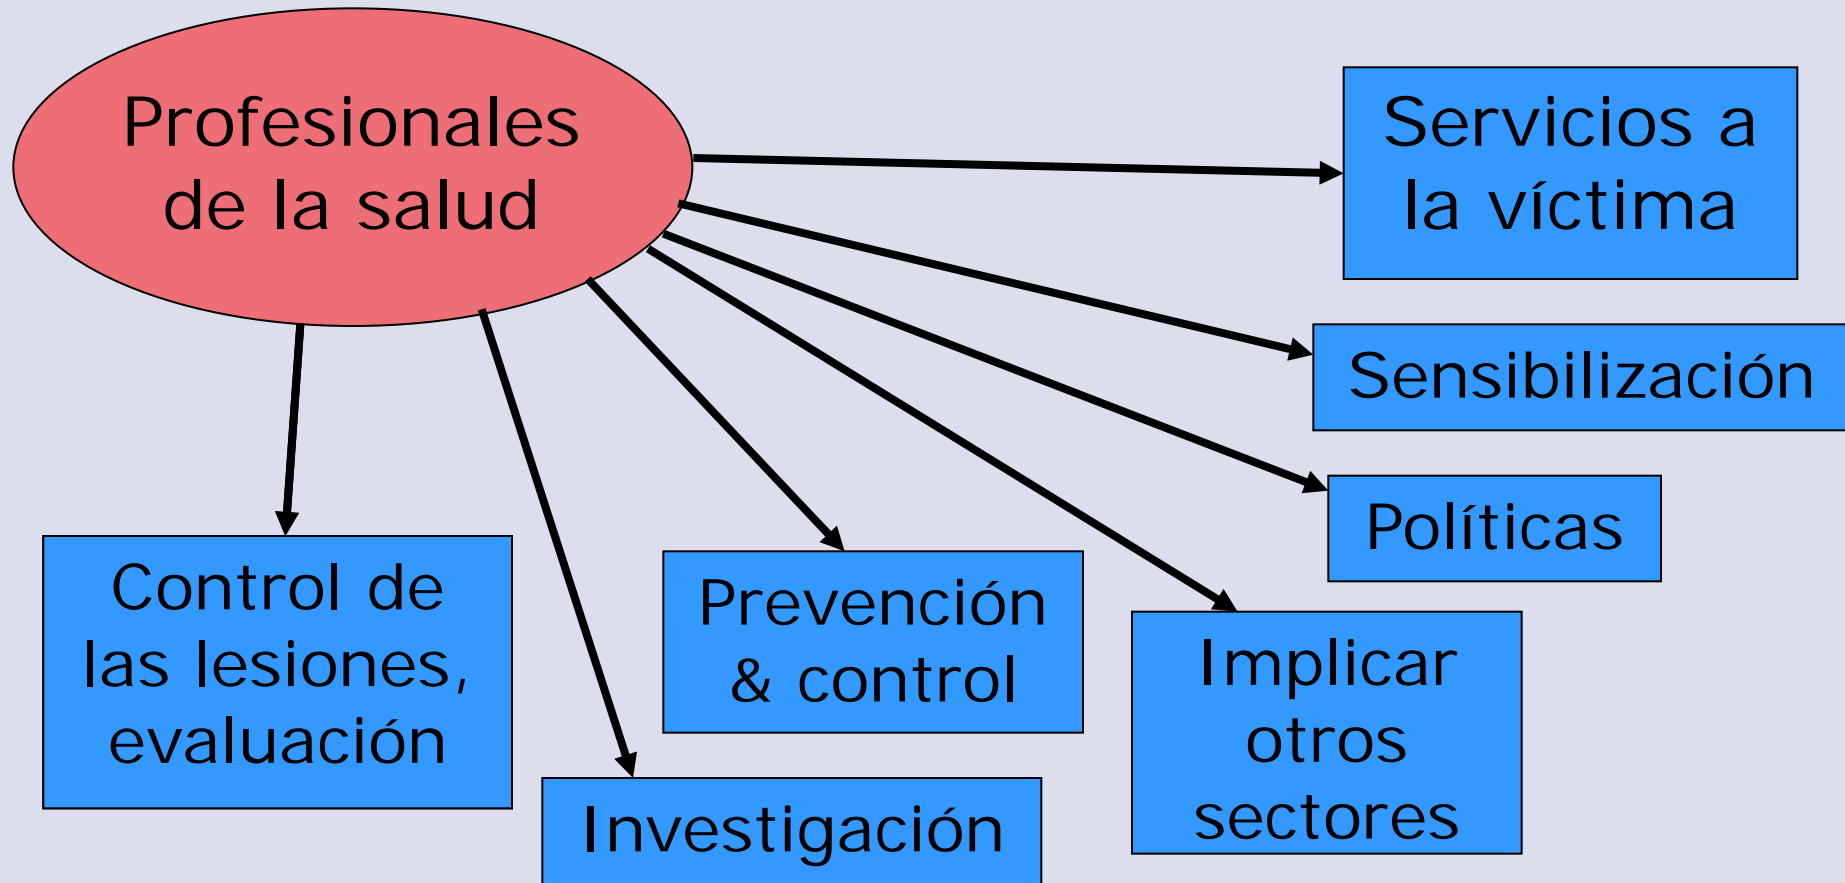 Profesionales
de la salud
Servicios a
la víctima
Sensibilización
Políticas
Implicar
otros
sectores
Prevención
& control
Investigación
Control de
las lesiones,
evaluación